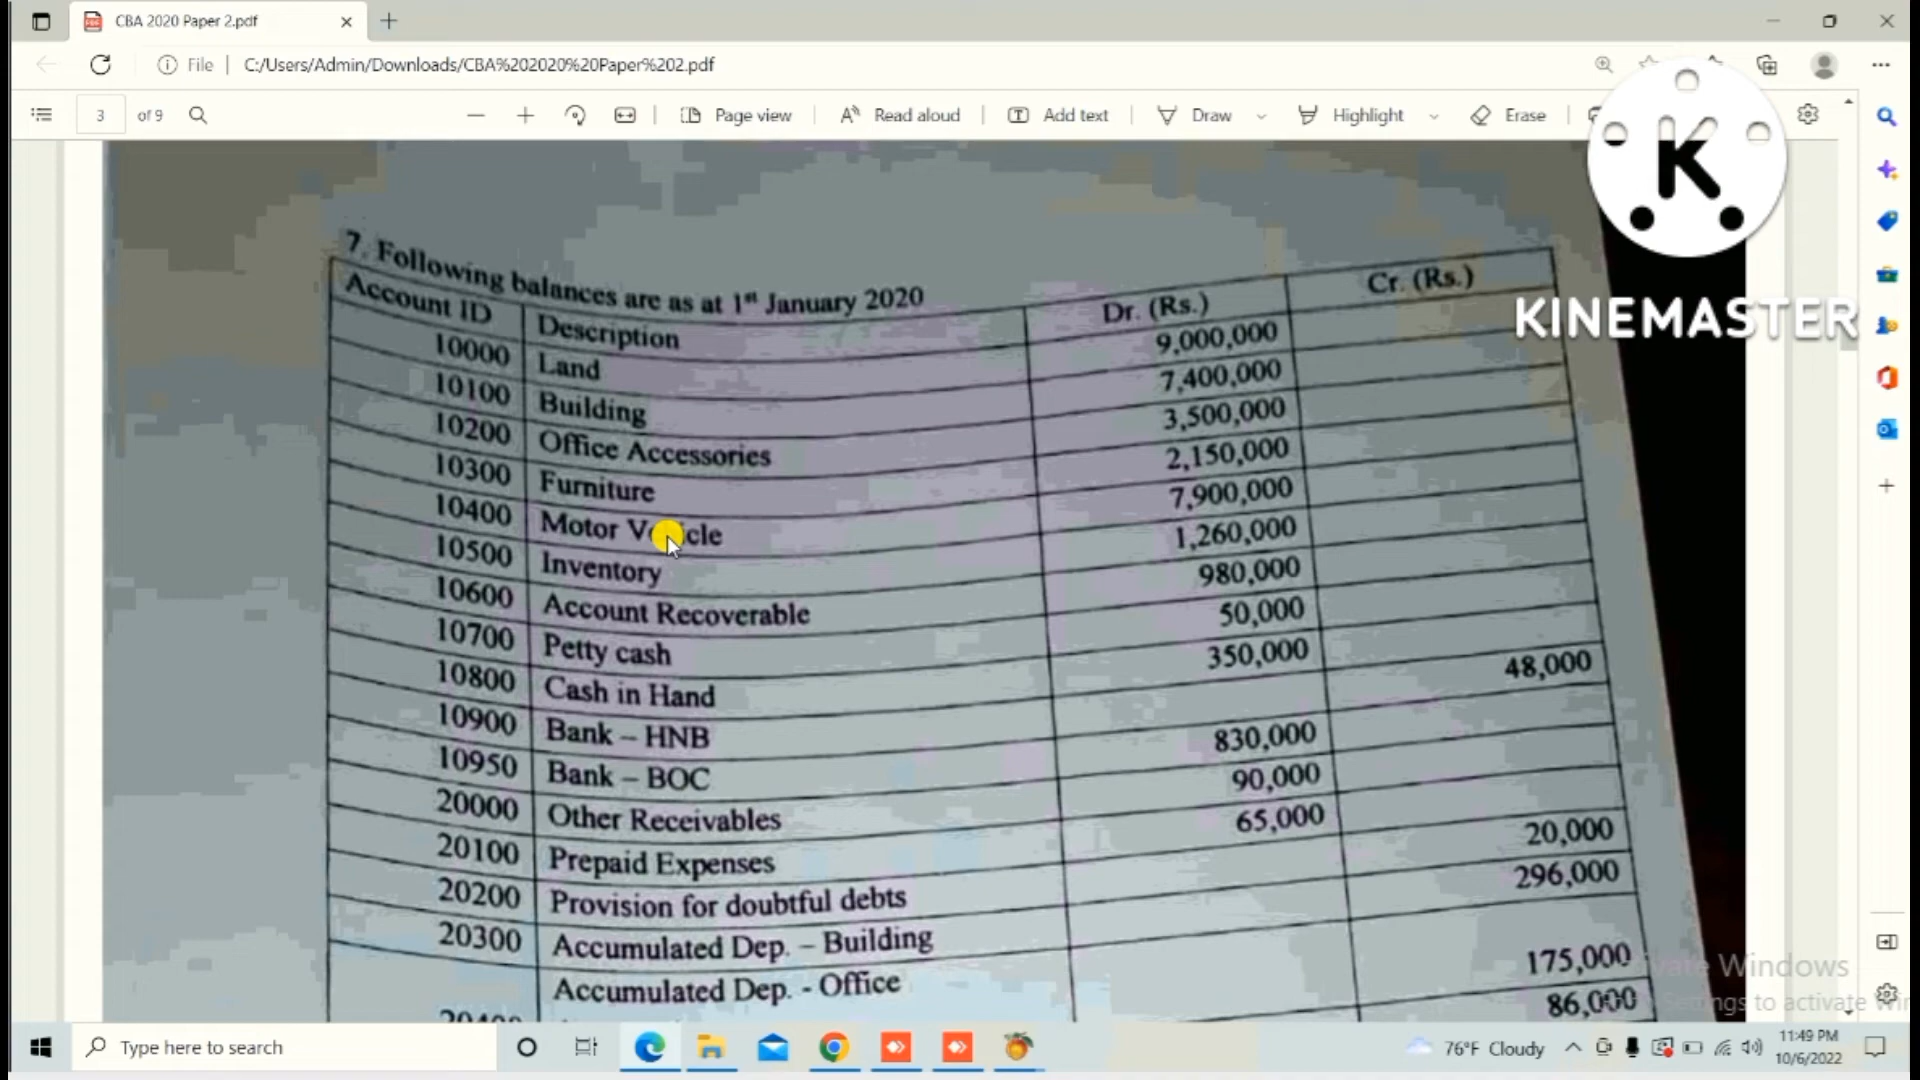 CBA 2020 Paper 2.pdf
File | C:/Users/Admin/Downloads/CBA%202020%20Paper%202.pdf
3 of 9 Page view Read aloud Add text Draw Highlight Erase
K
KINEMASTER
7. Following balances are as at 1st January 2020
Account ID Description Dr. (Rs.) Cr. (Rs.)
10000 Land 9,000,000
10100 Building 7,400,000
10200 Office Accessories 3,500,000
10300 Furniture 2,150,000
10400 Motor 7,900,000
10500 Inventory 1,260,000
10600 Account Recoverable 980,000
10700 Petty cash 50,000
10800 Cash in Hand 350,000
10900 Bank – HNB 48,000
10950 Bank – BOC 830,000
20000 Other Receivables 90,000
20100 Prepaid Expenses 65,000
20200 Provision for doubtful debts 20,000
20300 Accumulated Dep. – Building 296,000
Accumulated Dep. - Office 175,000
86,000
Windows
to activate
Type here to search
76°F Cloudy
11:49 PM
10/6/2022